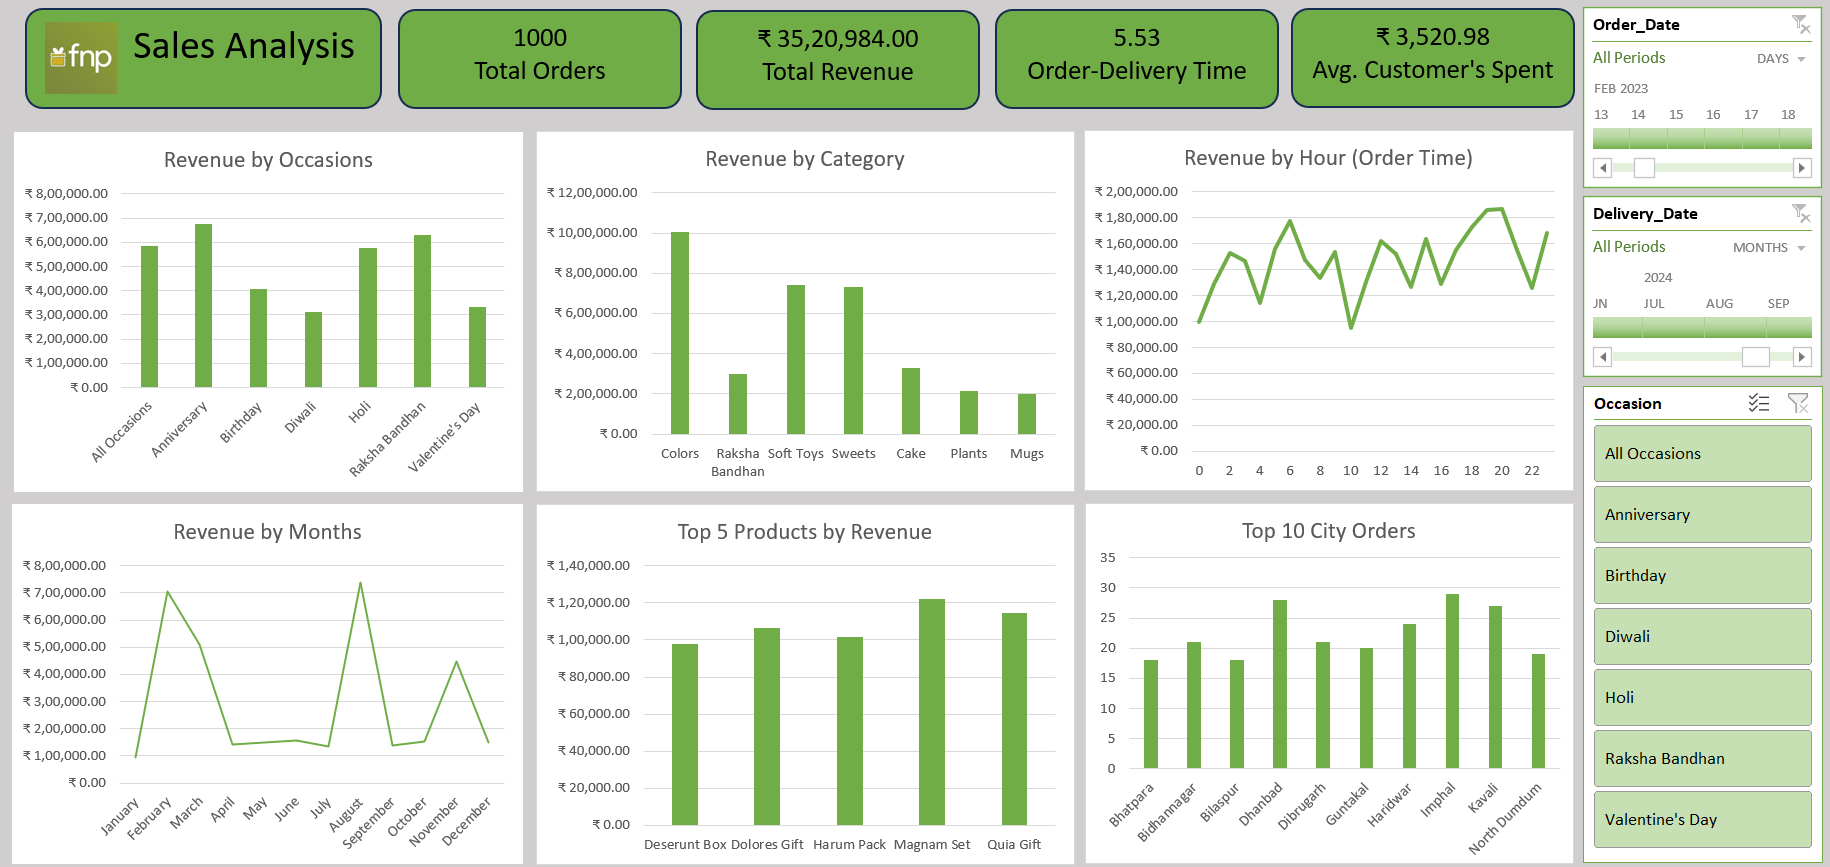 fnp
Sales Analysis
1000
Total Orders
₹ 35,20,984.00
Total Revenue
5.53
Order-Delivery Time
₹ 3,520.98
Avg. Customer's Spent
Order_Date
All Periods
DAYS
FEB 2023
13 14 15 16 17 18
Delivery_Date
All Periods
MONTHS
2024
JN JUL AUG SEP
Occasion
All Occasions
Anniversary
Birthday
Diwali
Holi
Raksha Bandhan
Valentine's Day
Revenue by Occasions
₹ 8,00,000.00
₹ 7,00,000.00
₹ 6,00,000.00
₹ 5,00,000.00
₹ 4,00,000.00
₹ 3,00,000.00
₹ 2,00,000.00
₹ 1,00,000.00
₹ 0.00
All Occasions
Anniversary
Birthday
Diwali
Holi
Raksha Bandhan
Valentine's Day
Revenue by Category
₹ 12,00,000.00
₹ 10,00,000.00
₹ 8,00,000.00
₹ 6,00,000.00
₹ 4,00,000.00
₹ 2,00,000.00
₹ 0.00
Colors
Raksha
Bandhan
Soft Toys
Sweets
Cake
Plants
Mugs
Revenue by Hour (Order Time)
₹ 2,00,000.00
₹ 1,80,000.00
₹ 1,60,000.00
₹ 1,40,000.00
₹ 1,20,000.00
₹ 1,00,000.00
₹ 80,000.00
₹ 60,000.00
₹ 40,000.00
₹ 20,000.00
₹ 0.00
0 2 4 6 8 10 12 14 16 18 20 22
Revenue by Months
₹ 8,00,000.00
₹ 7,00,000.00
₹ 6,00,000.00
₹ 5,00,000.00
₹ 4,00,000.00
₹ 3,00,000.00
₹ 2,00,000.00
₹ 1,00,000.00
₹ 0.00
January
February
March
April
May
June
July
August
September
October
November
December
Top 5 Products by Revenue
₹ 1,40,000.00
₹ 1,20,000.00
₹ 1,00,000.00
₹ 80,000.00
₹ 60,000.00
₹ 40,000.00
₹ 20,000.00
₹ 0.00
Deserunt Box Dolores Gift Harum Pack Magnam Set Quia Gift
Top 10 City Orders
35
30
25
20
15
10
5
0
Bhatpara
Bidhannagar
Bilaspur
Dhanbad
Dibrugarh
Guntakal
Haridwar
Imphal
Kavali
North Dumdum